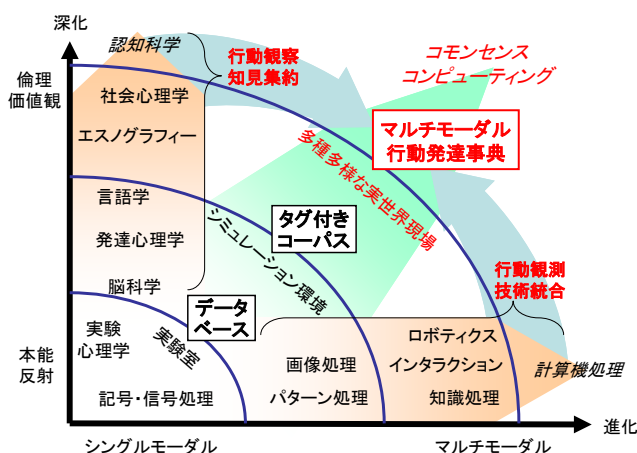 深化
認知科学
行動観察
知見集約
コモンセンス
コンピューティング
倫理
価値観
社会心理学
エスノグラフィー
マルチモーダル
行動発達事典
多種多様な実世界現場
言語学
発達心理学
脳科学
タグ付き
コーパス
シミュレーション環境
データ
ベース
行動観測
技術統合
本能
反射
実験
心理学
実験室
記号・信号処理
画像処理
パターン処理
ロボティクス
インタラクション
知識処理
計算機処理
進化
シングルモーダル
マルチモーダル